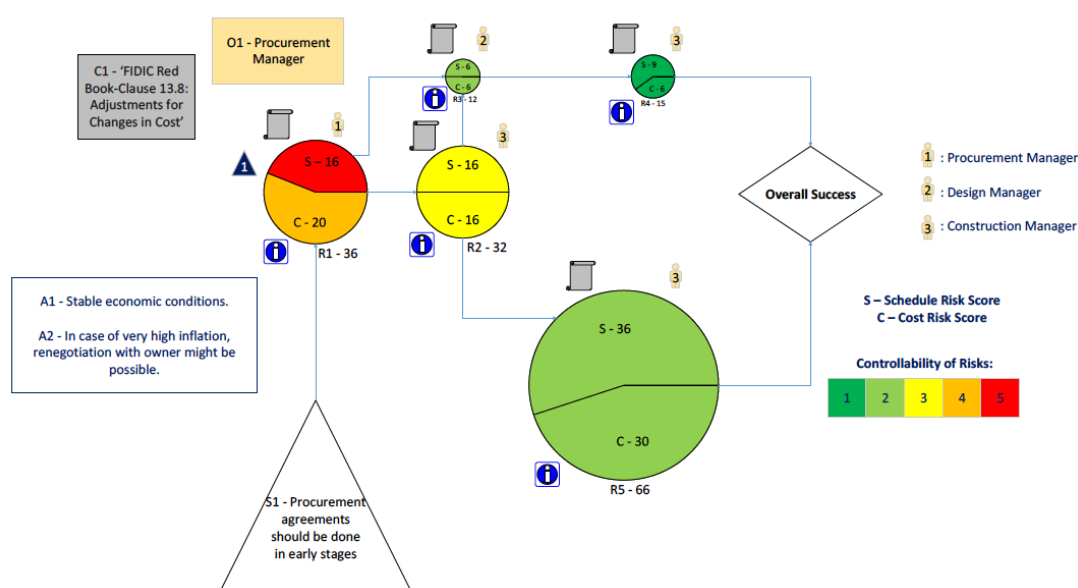 O1 - Procurement
Manager
C1 - ‘FIDIC Red
Book-Clause 13.8:
Adjustments for
Changes in Cost’
1
S – 16
C - 20
R1 - 36
1
2
S - 6
C - 6
R3 - 12
3
S - 16
C - 16
R2 - 32
3
S - 9
C - 6
R4 - 15
3
S - 36
C - 30
R5 - 66
Overall Success
1 : Procurement Manager
2 : Design Manager
3 : Construction Manager
A1 - Stable economic conditions.
A2 - In case of very high inflation,
renegotiation with owner might be
possible.
S – Schedule Risk Score
C – Cost Risk Score
Controllability of Risks:
1 2 3 4 5
S1 - Procurement
agreements
should be done
in early stages
i
i
i
i
i